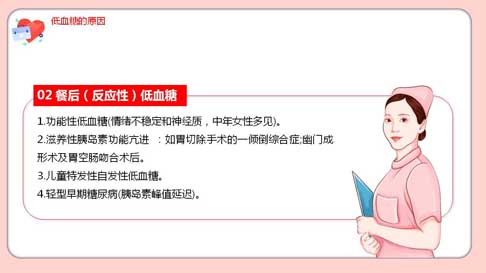 低血糖的原因
02 餐后（反应性）低血糖
1.功能性低血糖(情绪不稳定和神经质，中年女性多见)。
2.滋养性胰岛素功能亢进 ：如胃切除手术的一倾倒综合症;幽门成
形术及胃空肠吻合术后。
3.儿童特发性自发性低血糖。
4.轻型早期糖尿病(胰岛素峰值延迟)。